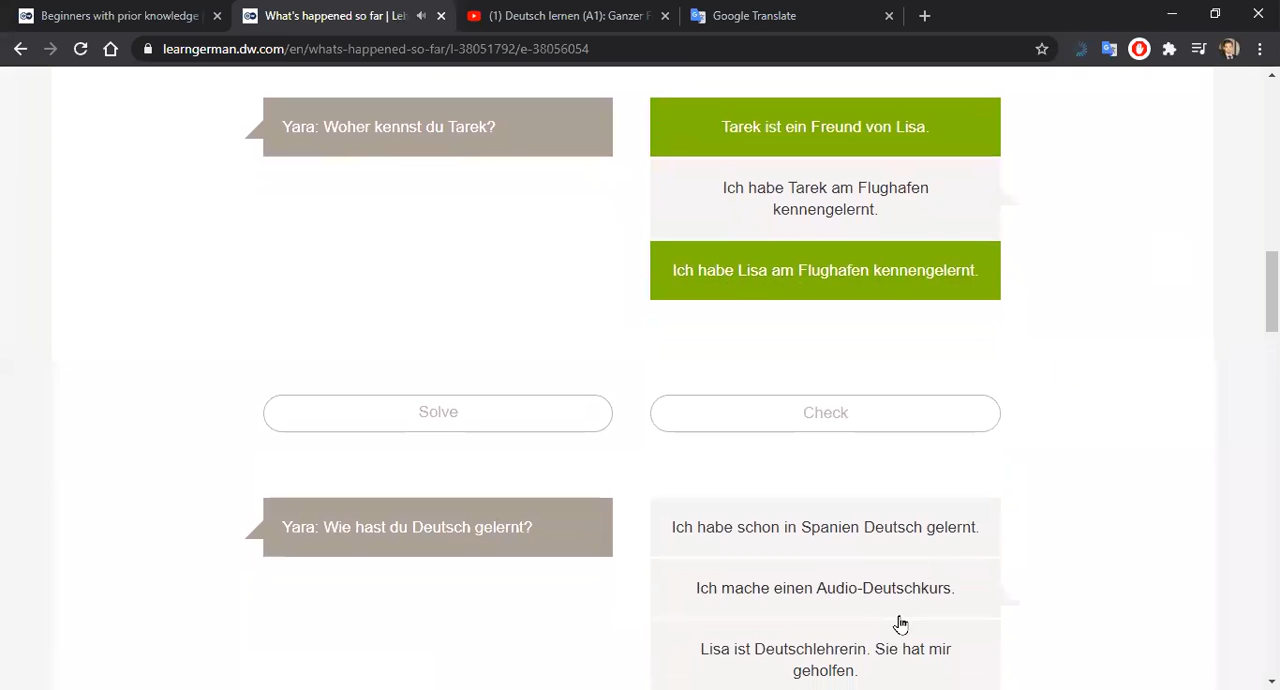 Beginners with prior knowledge
What's happened so far | Le
(1) Deutsch lernen (A1): Ganzer F
Google Translate
learngerman.dw.com/en/whats-happened-so-far/l-38051792/e-38056054
Yara: Woher kennst du Tarek?
Tarek ist ein Freund von Lisa.
Ich habe Tarek am Flughafen
kennengelernt.
Ich habe Lisa am Flughafen kennengelernt.
Solve
Check
Yara: Wie hast du Deutsch gelernt?
Ich habe schon in Spanien Deutsch gelernt.
Ich mache einen Audio-Deutschkurs.
Lisa ist Deutschlehrerin. Sie hat mir
geholfen.